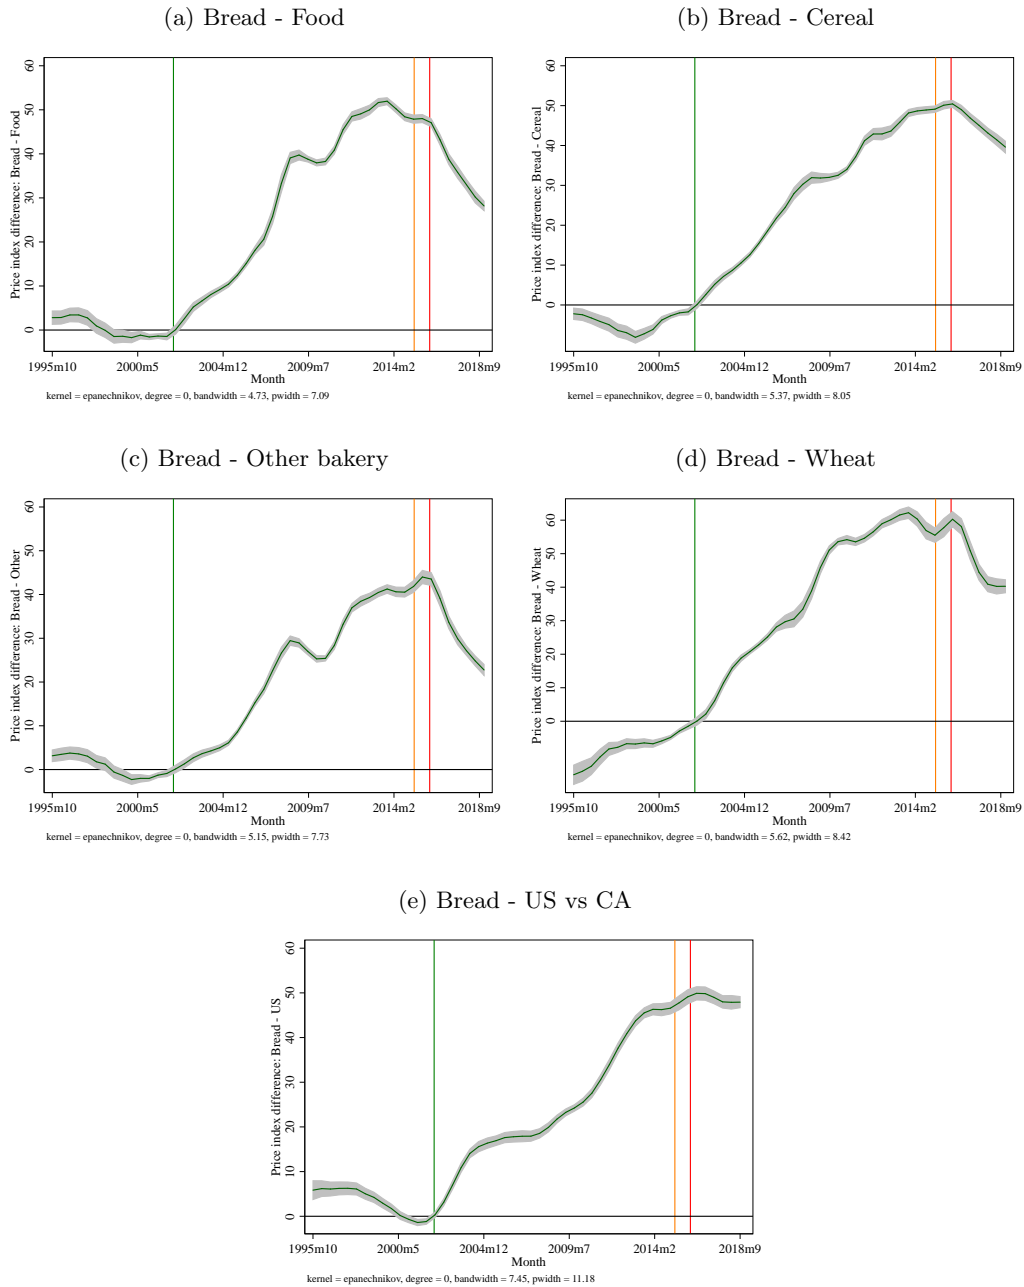 (a) Bread - Food
(b) Bread - Cereal
Price index difference: Bread - Food
60
50
40
30
20
10
0
1995m10 2000m5 2004m12 2009m7 2014m2 2018m9
Month
kernel = epanechnikov, degree = 0, bandwidth = 4.73, pwidth = 7.09
Price index difference: Bread - Cereal
60
50
40
30
20
10
0
1995m10 2000m5 2004m12 2009m7 2014m2 2018m9
Month
kernel = epanechnikov, degree = 0, bandwidth = 5.37, pwidth = 8.05
(c) Bread - Other bakery
(d) Bread - Wheat
Price index difference: Bread - Other
60
50
40
30
20
10
0
1995m10 2000m5 2004m12 2009m7 2014m2 2018m9
Month
kernel = epanechnikov, degree = 0, bandwidth = 5.15, pwidth = 7.73
Price index difference: Bread - Wheat
60
50
40
30
20
10
0
1995m10 2000m5 2004m12 2009m7 2014m2 2018m9
Month
kernel = epanechnikov, degree = 0, bandwidth = 5.62, pwidth = 8.42
(e) Bread - US vs CA
Price index difference: Bread - US
60
50
40
30
20
10
0
1995m10 2000m5 2004m12 2009m7 2014m2 2018m9
Month
kernel = epanechnikov, degree = 0, bandwidth = 7.45, pwidth = 11.18